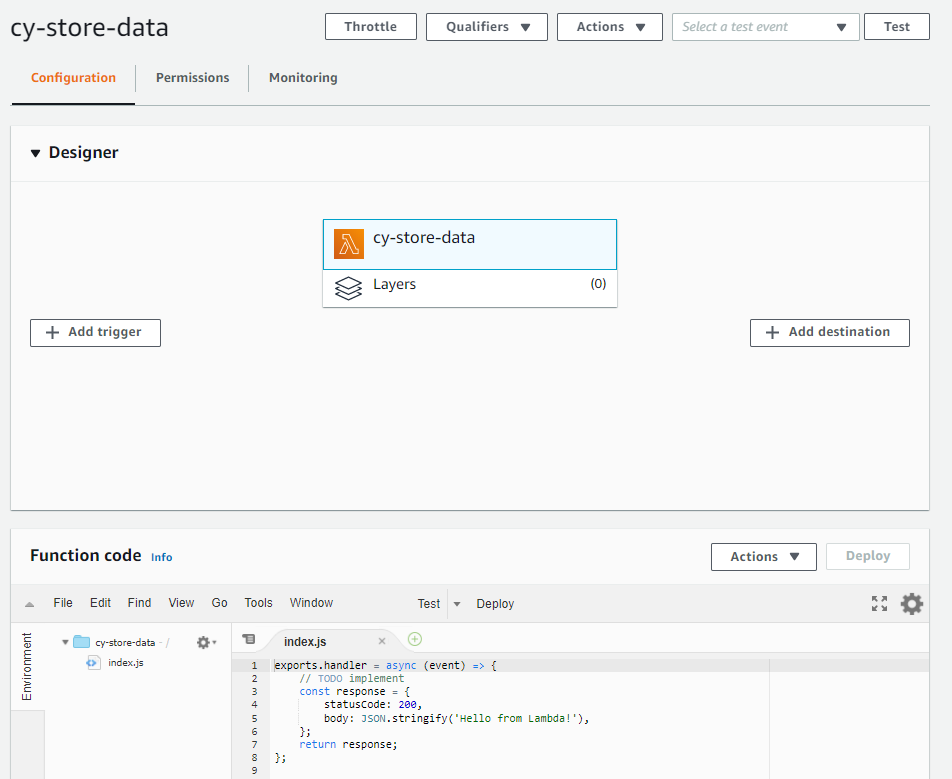 cy-store-data
Throttle
Qualifiers
Actions
Select a test event
Test
Configuration
Permissions
Monitoring
Designer
cy-store-data
Layers
(0)
Add trigger
Add destination
Function code Info
Actions
Deploy
File Edit Find View Go Tools Window
Test
Deploy
Environment
cy-store-data - /
index.js
index.js
1 exports.handler = async (event) => {
2 // TODO implement
3 const response = {
4 statusCode: 200,
5 body: JSON.stringify('Hello from Lambda!'),
6 };
7 return response;
8 };
9